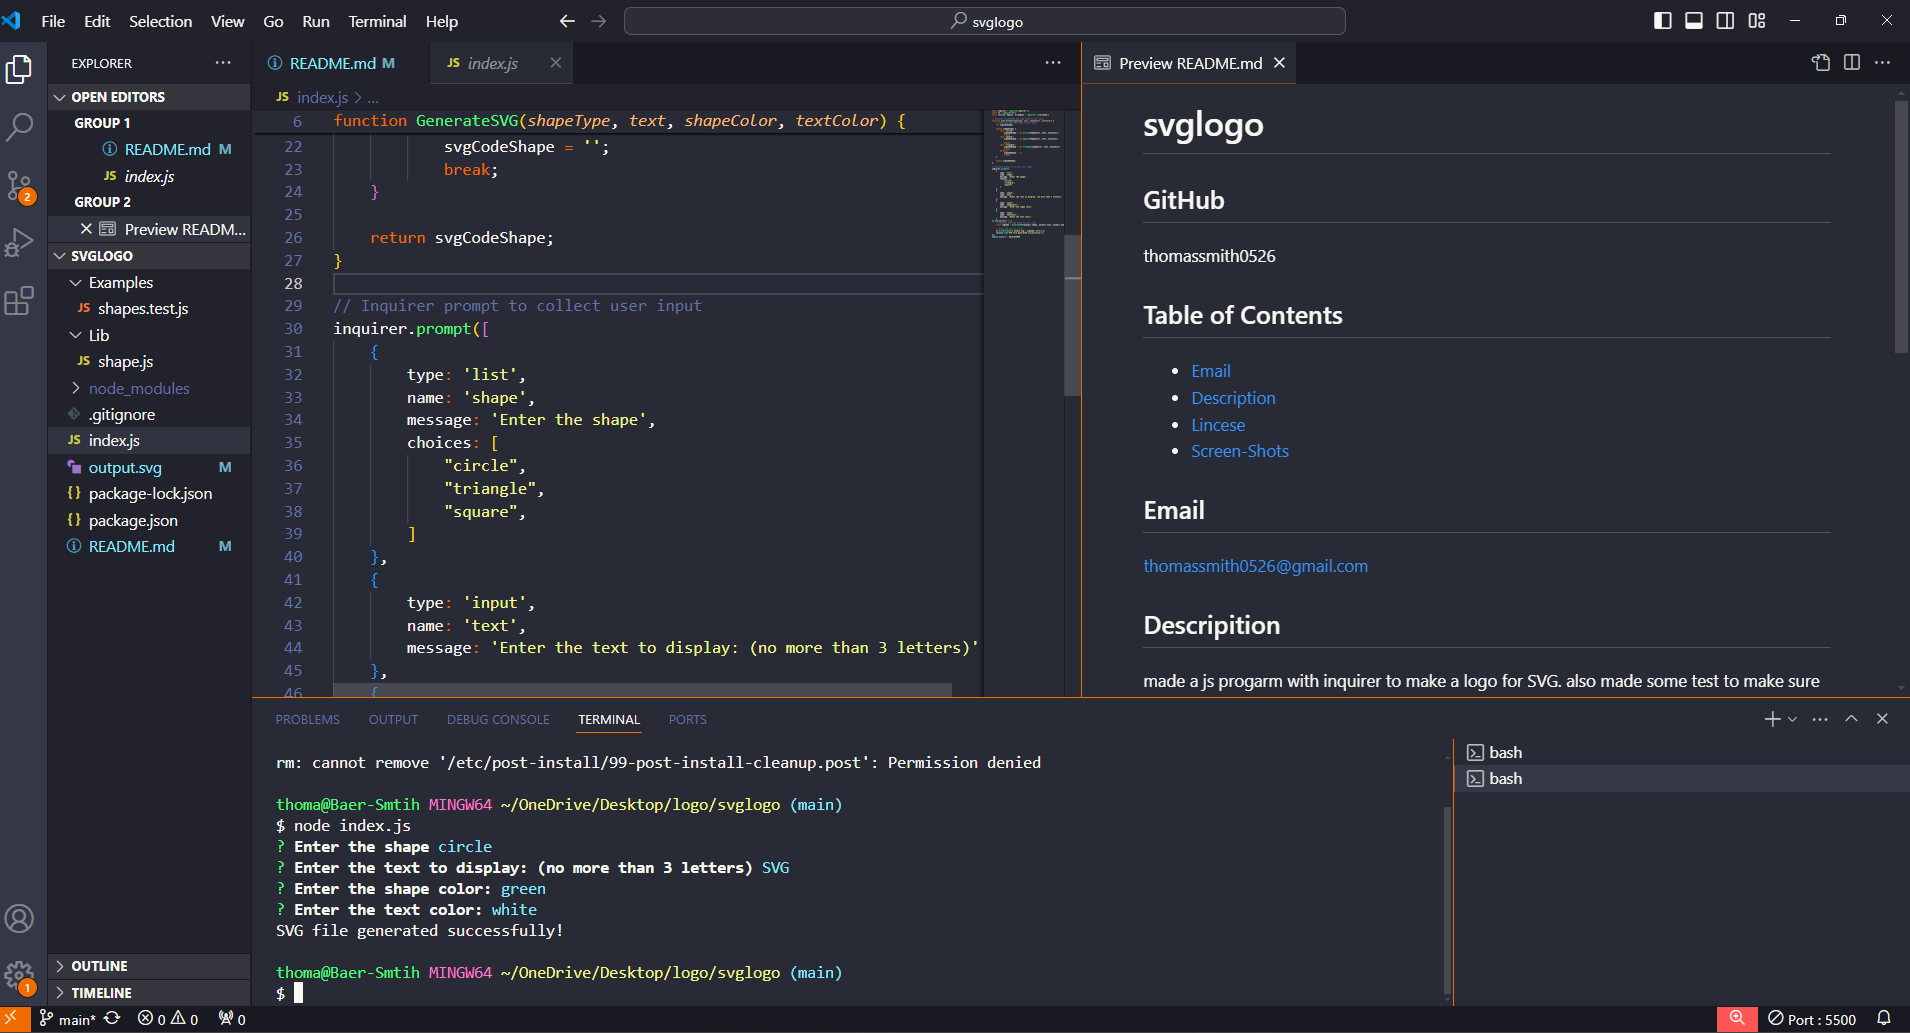 File Edit Selection View Go Run Terminal Help
svglogo
EXPLORER
OPEN EDITORS
GROUP 1
README.md M
JS index.js
GROUP 2
Preview READM...
SVGLOGO
Examples
JS shapes.test.js
Lib
JS shape.js
node_modules
.gitignore
JS index.js
output.svg M
{} package-lock.json
{} package.json
README.md M
OUTLINE
TIMELINE
2
1
README.md M
JS index.js
JS index.js > ...
6 function GenerateSVG(shapeType, text, shapeColor, textColor) {
22 svgCodeShape = '';
23 break;
24 }
25
26 return svgCodeShape;
27 }
28
29 // Inquirer prompt to collect user input
30 inquirer.prompt([
31 {
32 type: 'list',
33 name: 'shape',
34 message: 'Enter the shape',
35 choices: [
36 "circle",
37 "triangle",
38 "square",
39 ]
40 },
41 {
42 type: 'input',
43 name: 'text',
44 message: 'Enter the text to display: (no more than 3 letters)'
45 },
46 {
Preview README.md
svglogo
GitHub
thomassmith0526
Table of Contents
• Email
• Description
• Lincese
• Screen-Shots
Email
thomassmith0526@gmail.com
Descripition
made a js progarm with inquirer to make a logo for SVG. also made some test to make sure
PROBLEMS OUTPUT DEBUG CONSOLE TERMINAL PORTS
rm: cannot remove '/etc/post-install/99-post-install-cleanup.post': Permission denied
thoma@Baer-Smtih MINGW64 ~/OneDrive/Desktop/logo/svglogo (main)
$ node index.js
? Enter the shape circle
? Enter the text to display: (no more than 3 letters) SVG
? Enter the shape color: green
? Enter the text color: white
SVG file generated successfully!
thoma@Baer-Smtih MINGW64 ~/OneDrive/Desktop/logo/svglogo (main)
$
bash
bash
main* 0 0 0
Port : 5500